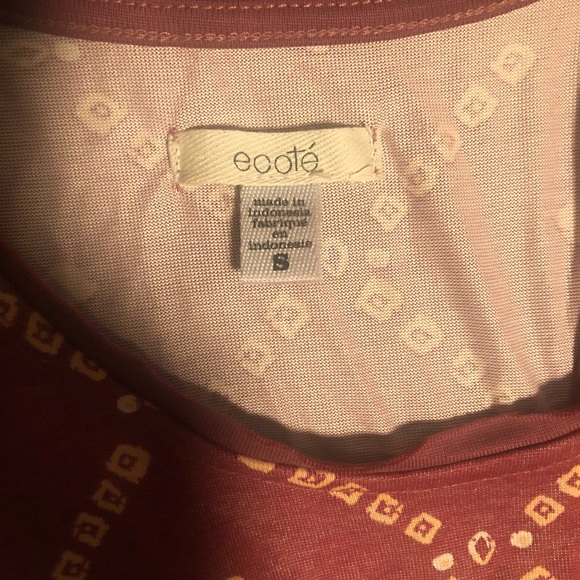 ecoté
made in
indonesia
fabriqué
en
indonesie
S